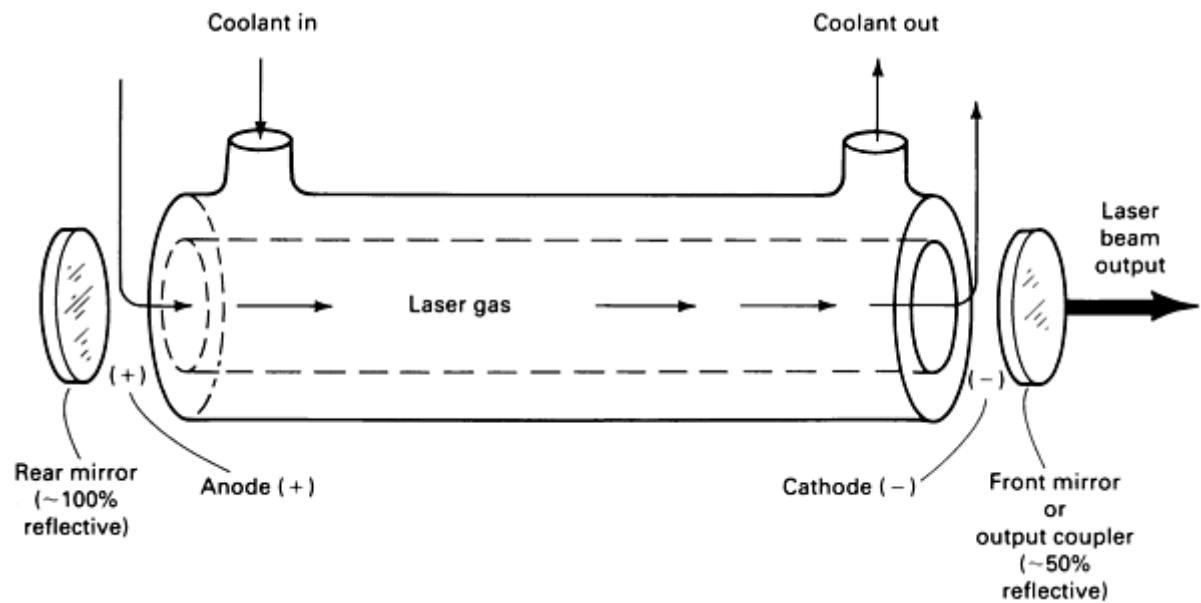 Coolant in
Coolant out
Laser
beam
output
Laser gas
(+)
(−)
Rear mirror
(~100%
reflective)
Anode (+)
Cathode (−)
Front mirror
or
output coupler
(~50%
reflective)